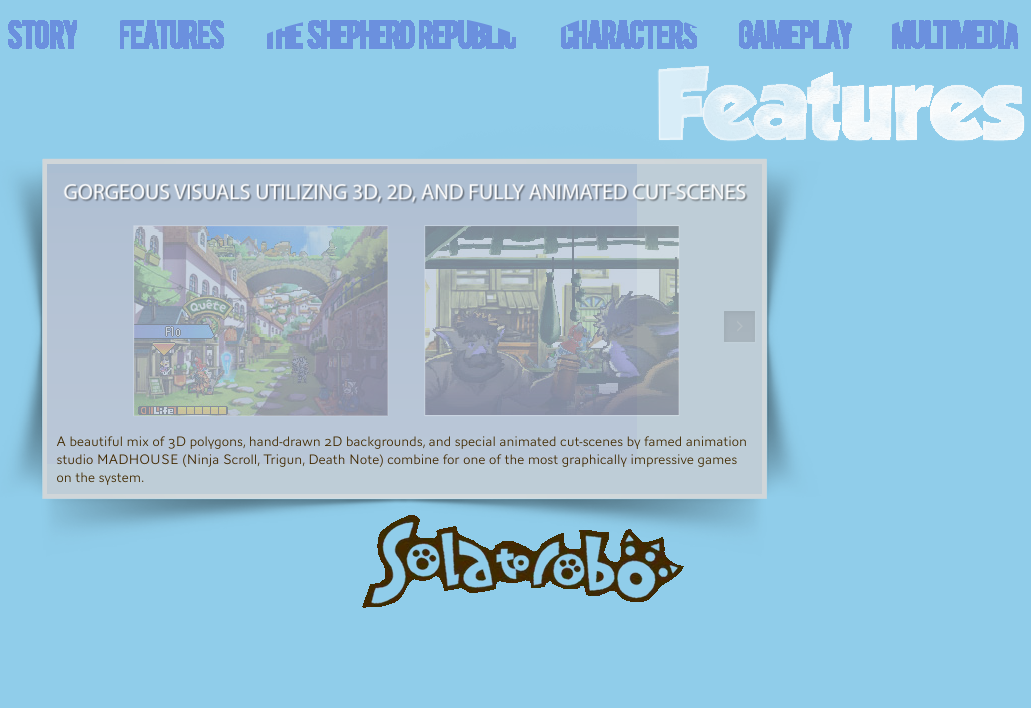 STORY FEATURES THE SHEPHERD REPUBLIC CHARACTERS GAMEPLAY MULTIMEDIA
Features
GORGEOUS VISUALS UTILIZING 3D, 2D, AND FULLY ANIMATED CUT-SCENES
Quêre
Flo
Life
A beautiful mix of 3D polygons, hand-drawn 2D backgrounds, and special animated cut-scenes by famed animation
studio MADHOUSE (Ninja Scroll, Trigun, Death Note) combine for one of the most graphically impressive games
on the system.
Solatorobo